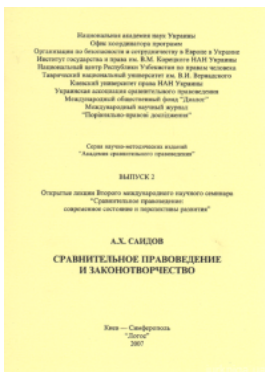 Национальная академия наук Украины
Офис координатора программ
Организации по безопасности и сотрудничеству в Европе в Украине
Институт государства и права им. В.М. Корецкого НАН Украины
Национальный центр Республики Узбекистан по правам человека
Таврический национальный университет им. В.И. Вернадского
Киевский университет права НАН Украины
Украинская ассоциация сравнительного правоведения
Международный общественный фонд "Диалог"
Международный научный журнал
"Порівняльно-правові дослідження"
Серия научно-методических изданий
"Академия сравнительного правоведения"
ВЫПУСК 2
Открытая лекция Второго международного научного семинара
"Сравнительное правоведение:
современное состояние и перспективы развития"
А.Х. САИДОВ
СРАВНИТЕЛЬНОЕ ПРАВОВЕДЕНИЕ
И ЗАКОНОТВОРЧЕСТВО
Киев — Симферополь
"Логос"
2007